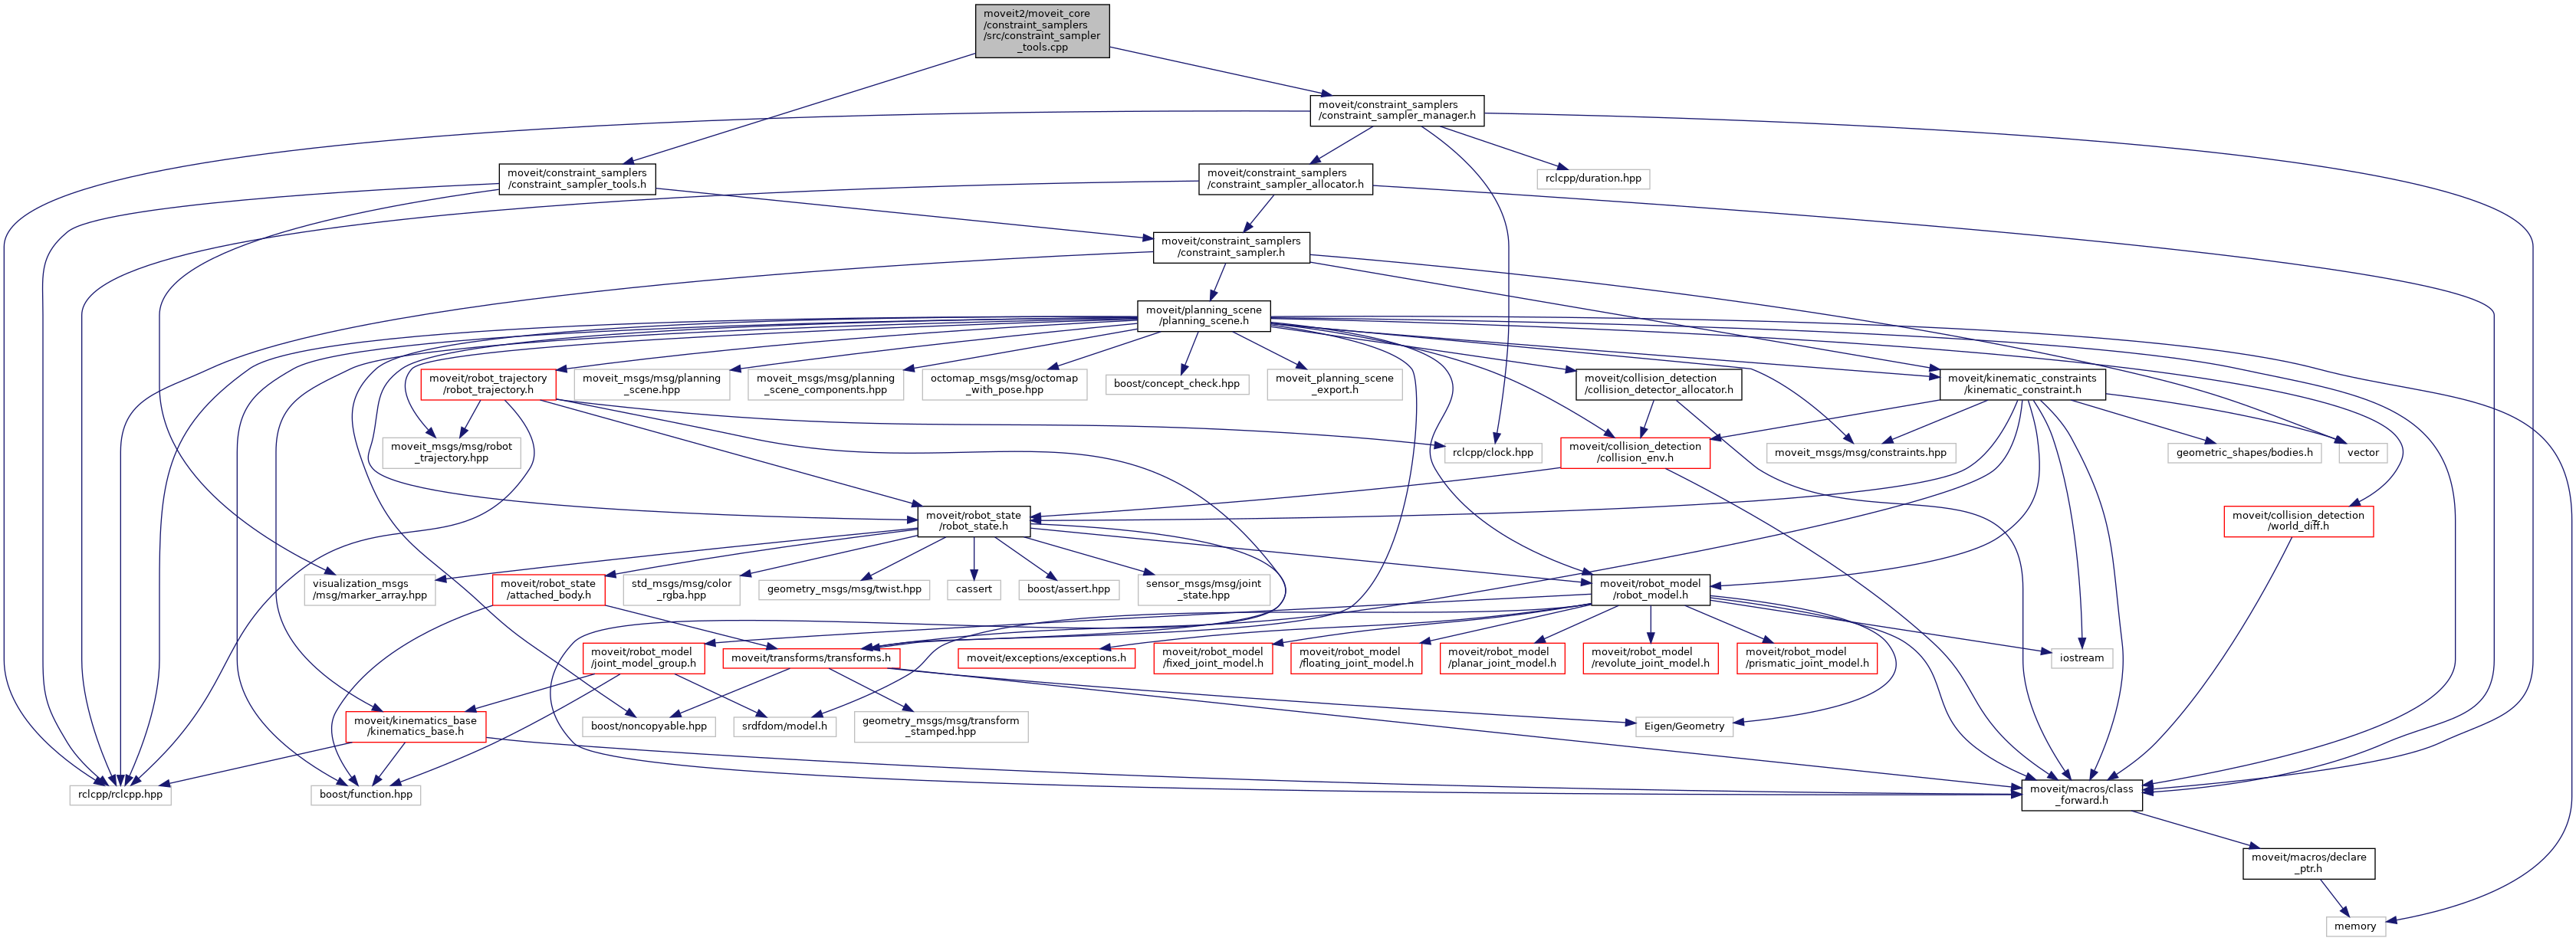 moveit2/moveit_core
/constraint_samplers
/src/constraint_sampler
_tools.cpp
moveit/constraint_samplers
/constraint_sampler_manager.h
moveit/constraint_samplers
/constraint_sampler_tools.h
moveit/constraint_samplers
/constraint_sampler_allocator.h
rclcpp/duration.hpp
moveit/constraint_samplers
/constraint_sampler.h
moveit/planning_scene
/planning_scene.h
moveit/robot_trajectory
/robot_trajectory.h
moveit_msgs/msg/planning
_scene.hpp
moveit_msgs/msg/planning
_scene_components.hpp
octomap_msgs/msg/octomap
_with_pose.hpp
boost/concept_check.hpp
moveit_planning_scene
_export.h
moveit/collision_detection
/collision_detector_allocator.h
moveit/kinematic_constraints
/kinematic_constraint.h
moveit_msgs/msg/robot
_trajectory.hpp
rclcpp/clock.hpp
moveit/collision_detection
/collision_env.h
moveit_msgs/msg/constraints.hpp
geometric_shapes/bodies.h
vector
moveit/robot_state
/robot_state.h
moveit/collision_detection
/world_diff.h
visualization_msgs
/msg/marker_array.hpp
moveit/robot_state
/attached_body.h
std_msgs/msg/color
_rgba.hpp
geometry_msgs/msg/twist.hpp
cassert
boost/assert.hpp
sensor_msgs/msg/joint
_state.hpp
moveit/robot_model
/robot_model.h
moveit/robot_model
/joint_model_group.h
moveit/transforms/transforms.h
moveit/exceptions/exceptions.h
moveit/robot_model
/fixed_joint_model.h
moveit/robot_model
/floating_joint_model.h
moveit/robot_model
/planar_joint_model.h
moveit/robot_model
/revolute_joint_model.h
moveit/robot_model
/prismatic_joint_model.h
iostream
moveit/kinematics_base
/kinematics_base.h
boost/noncopyable.hpp
srdfdom/model.h
geometry_msgs/msg/transform
_stamped.hpp
Eigen/Geometry
rclcpp/rclcpp.hpp
boost/function.hpp
moveit/macros/class
_forward.h
moveit/macros/declare
_ptr.h
memory